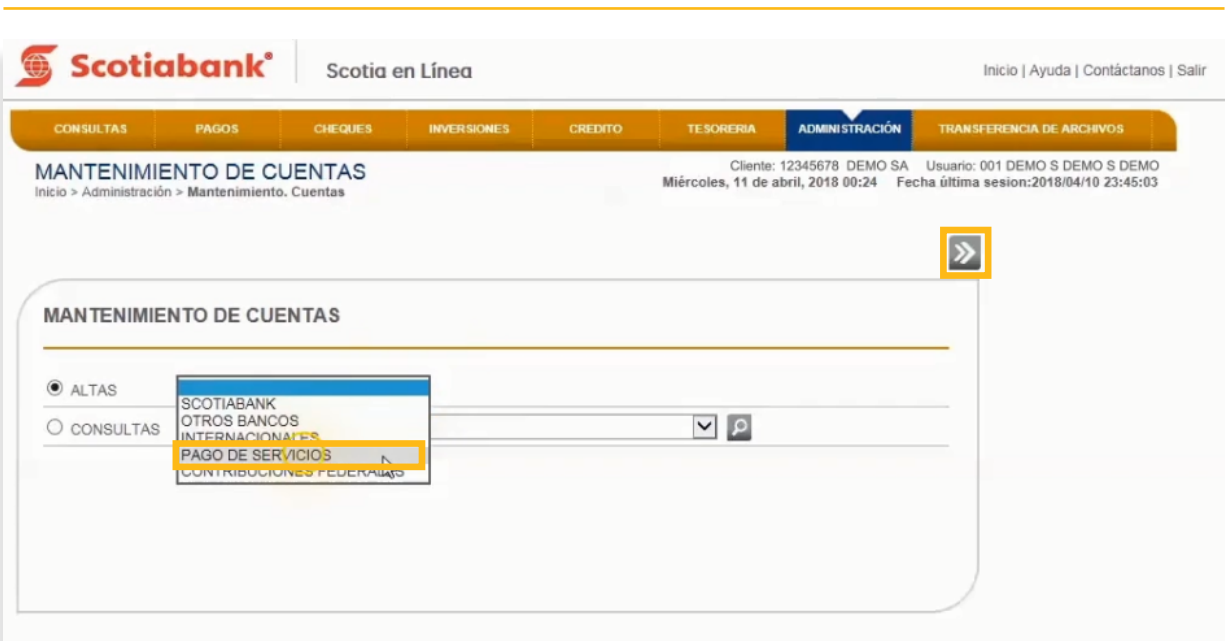 Scotiabank®
Scotia en Línea
Inicio | Ayuda | Contáctanos | Salir
CONSULTAS PAGOS CHEQUES INVERSIONES CREDITO TESORERIA ADMINISTRACIÓN TRANSFERENCIA DE ARCHIVOS
MANTENIMIENTO DE CUENTAS
Inicio > Administración > Mantenimiento. Cuentas
Cliente: 12345678 DEMO SA Usuario: 001 DEMO S DEMO S DEMO
Miércoles, 11 de abril, 2018 00:24 Fecha última sesion:2018/04/10 23:45:03
MANTENIMIENTO DE CUENTAS
ALTAS
SCOTIABANK
OTROS BANCOS
INTERNACIONALES
PAGO DE SERVICIOS
CONTRIBUCIONES FEDERALES
CONSULTAS